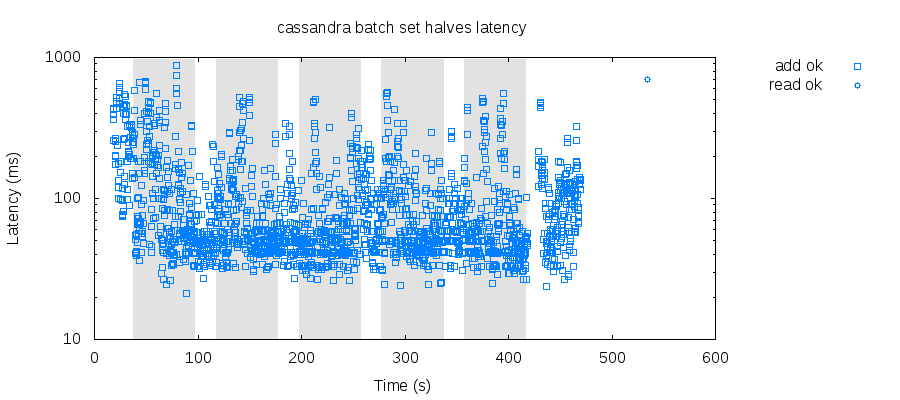 cassandra batch set halves latency
1000
100
10
0 100 200 300 400 500 600
Time (s)
Latency (ms)
add ok
read ok